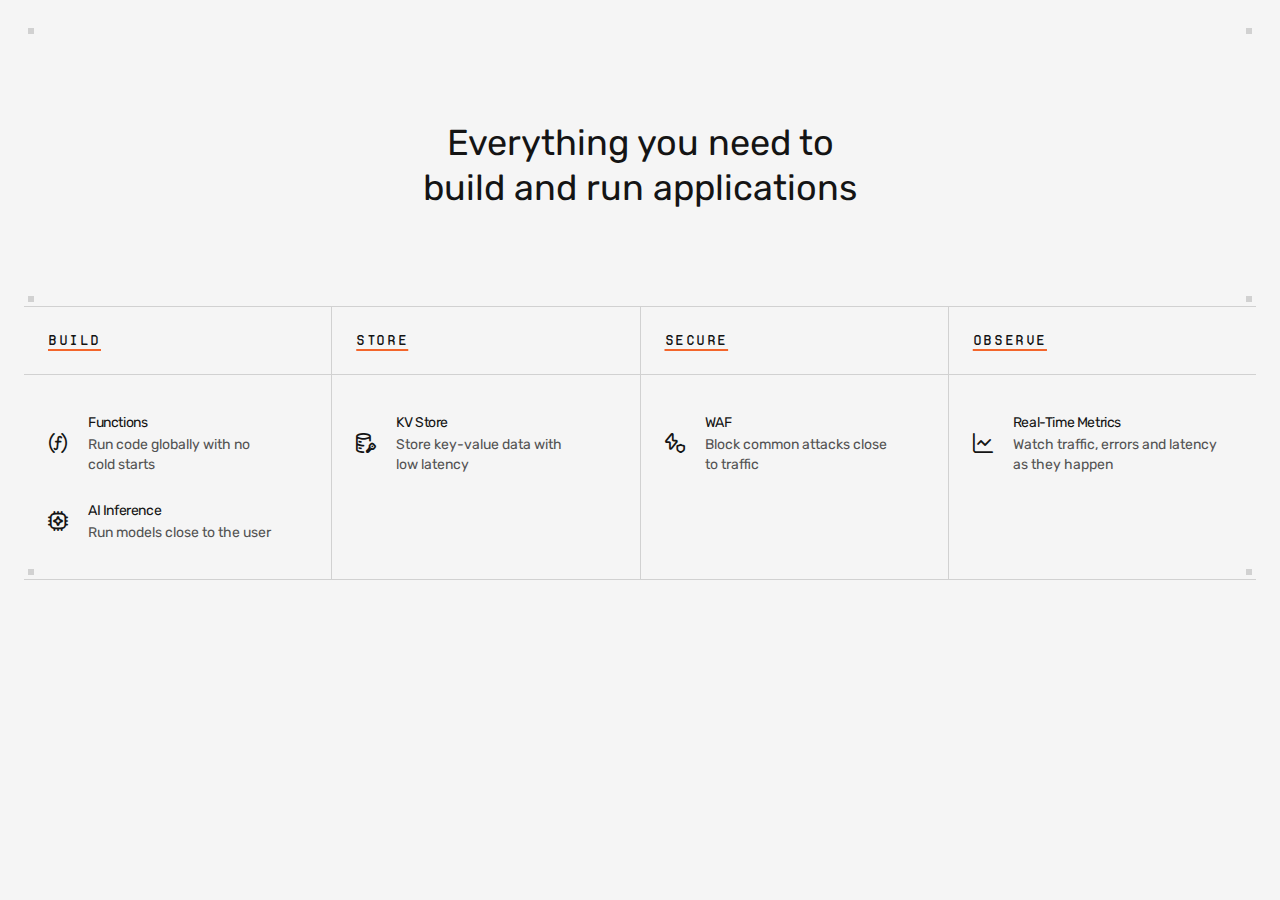 Everything you need to
build and run applications
BUILD
STORE
SECURE
OBSERVE
Functions
Run code globally with no
cold starts
AI Inference
Run models close to the user
KV Store
Store key-value data with
low latency
WAF
Block common attacks close
to traffic
Real-Time Metrics
Watch traffic, errors and latency
as they happen